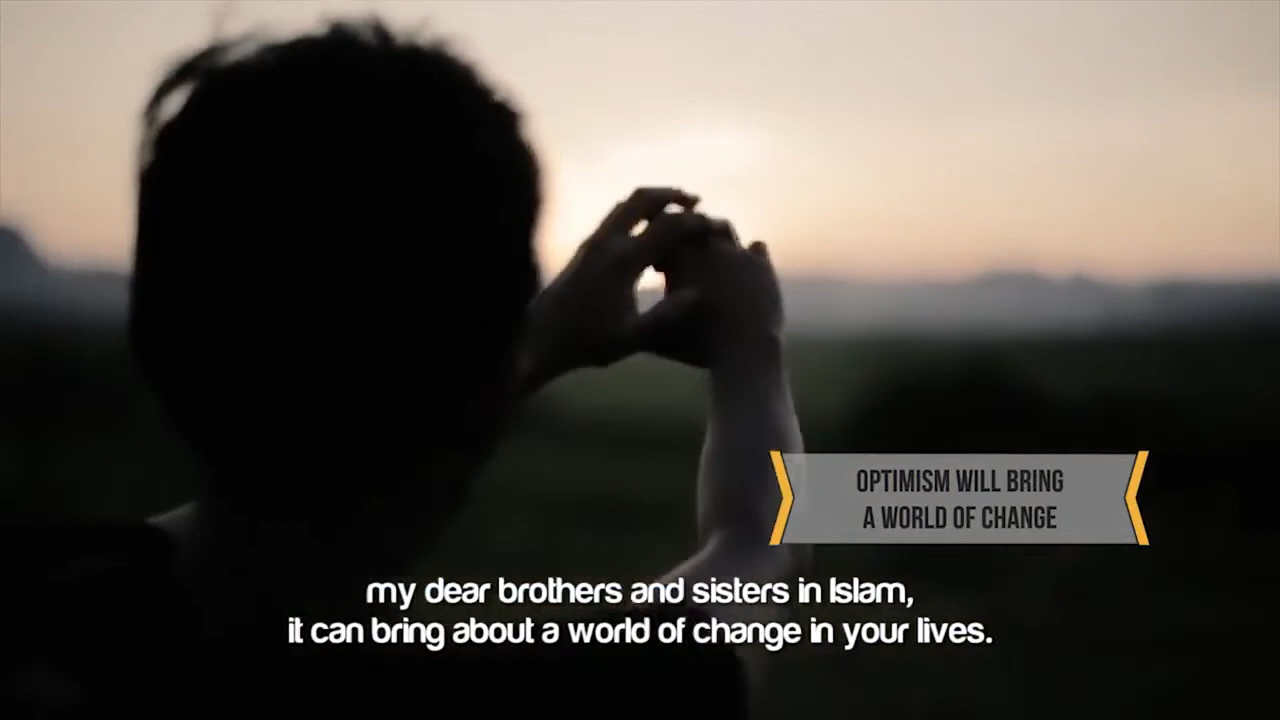 OPTIMISM WILL BRING
A WORLD OF CHANGE
my dear brothers and sisters in Islam,
it can bring about a world of change in your lives.